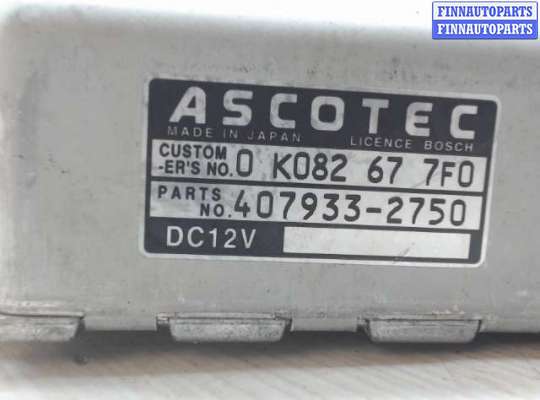 FINNAUTOPARTS
FINNAUTOPARTS
ASCOTEC
MADE IN JAPAN LICENCE BOSCH
CUSTOM
-ER'S NO. 0 K082 67 7F0
PARTS
NO. 407933-2750
DC12V